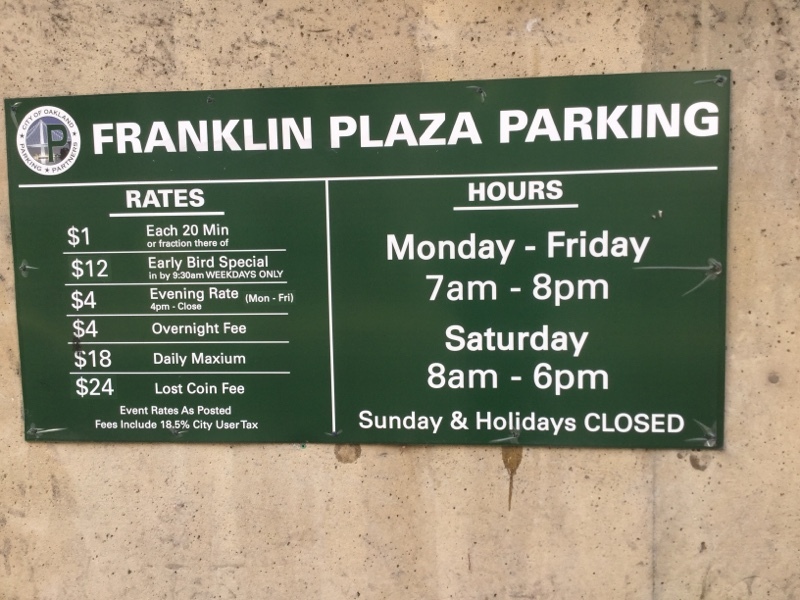 CITY OF OAKLAND
P
PARKING PARTNERS
FRANKLIN PLAZA PARKING
RATES
$1 Each 20 Min
or fraction there of
$12 Early Bird Special
in by 9:30am WEEKDAYS ONLY
$4 Evening Rate (Mon - Fri)
4pm - Close
$4 Overnight Fee
$18 Daily Maxium
$24 Lost Coin Fee
Event Rates As Posted
Fees Include 18.5% City User Tax
HOURS
Monday - Friday
7am - 8pm
Saturday
8am - 6pm
Sunday & Holidays CLOSED